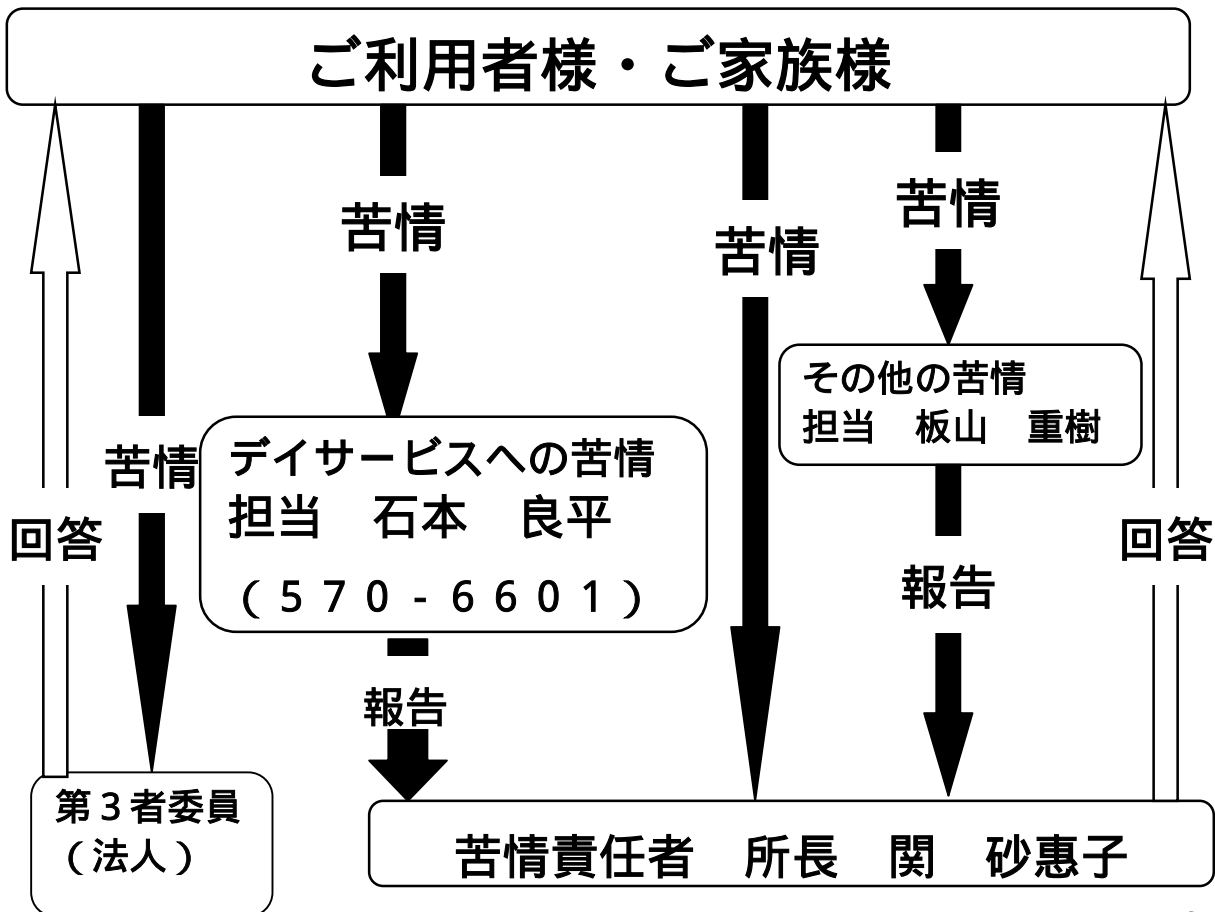 ご利用者様・ご家族様
苦情
苦情
苦情
苦情
その他の苦情
担当　板山　重樹
デイサービスへの苦情
担当　石本　良平
（５７０-６６０１）
回答
回答
報告
報告
第３者委員
（法人）
苦情責任者　所長　関　砂惠子